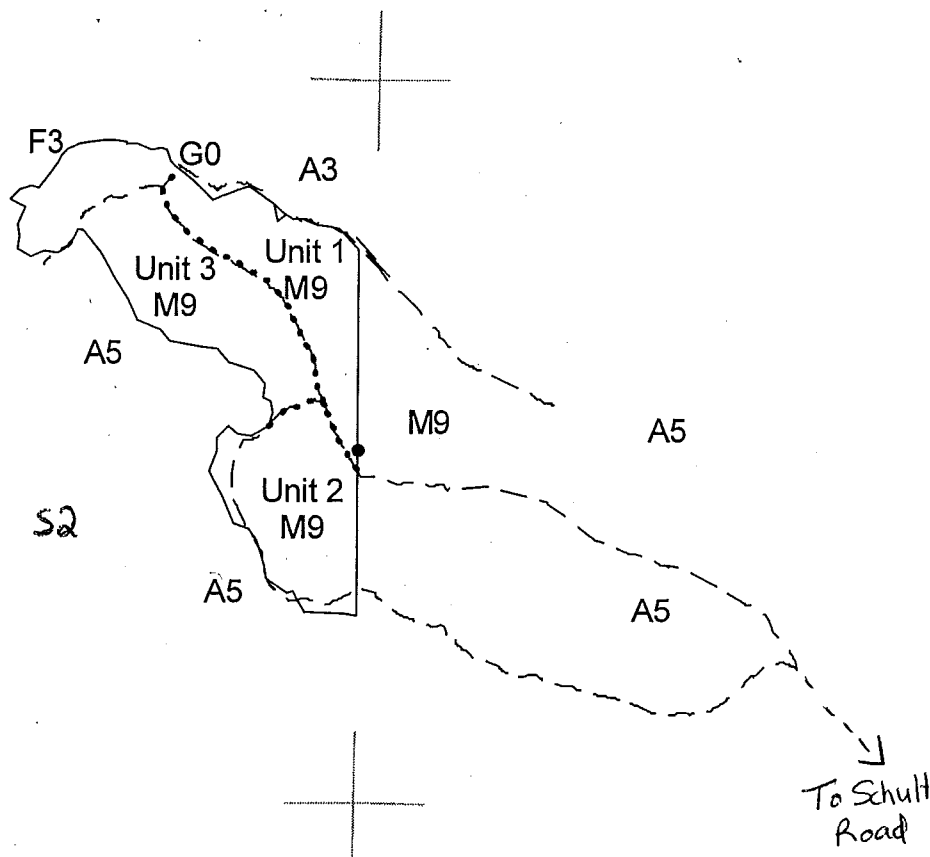 F3
G0
A3
Unit 1
M9
Unit 3
M9
A5
M9
A5
Unit 2
M9
S2
A5
A5
To Schult
Road